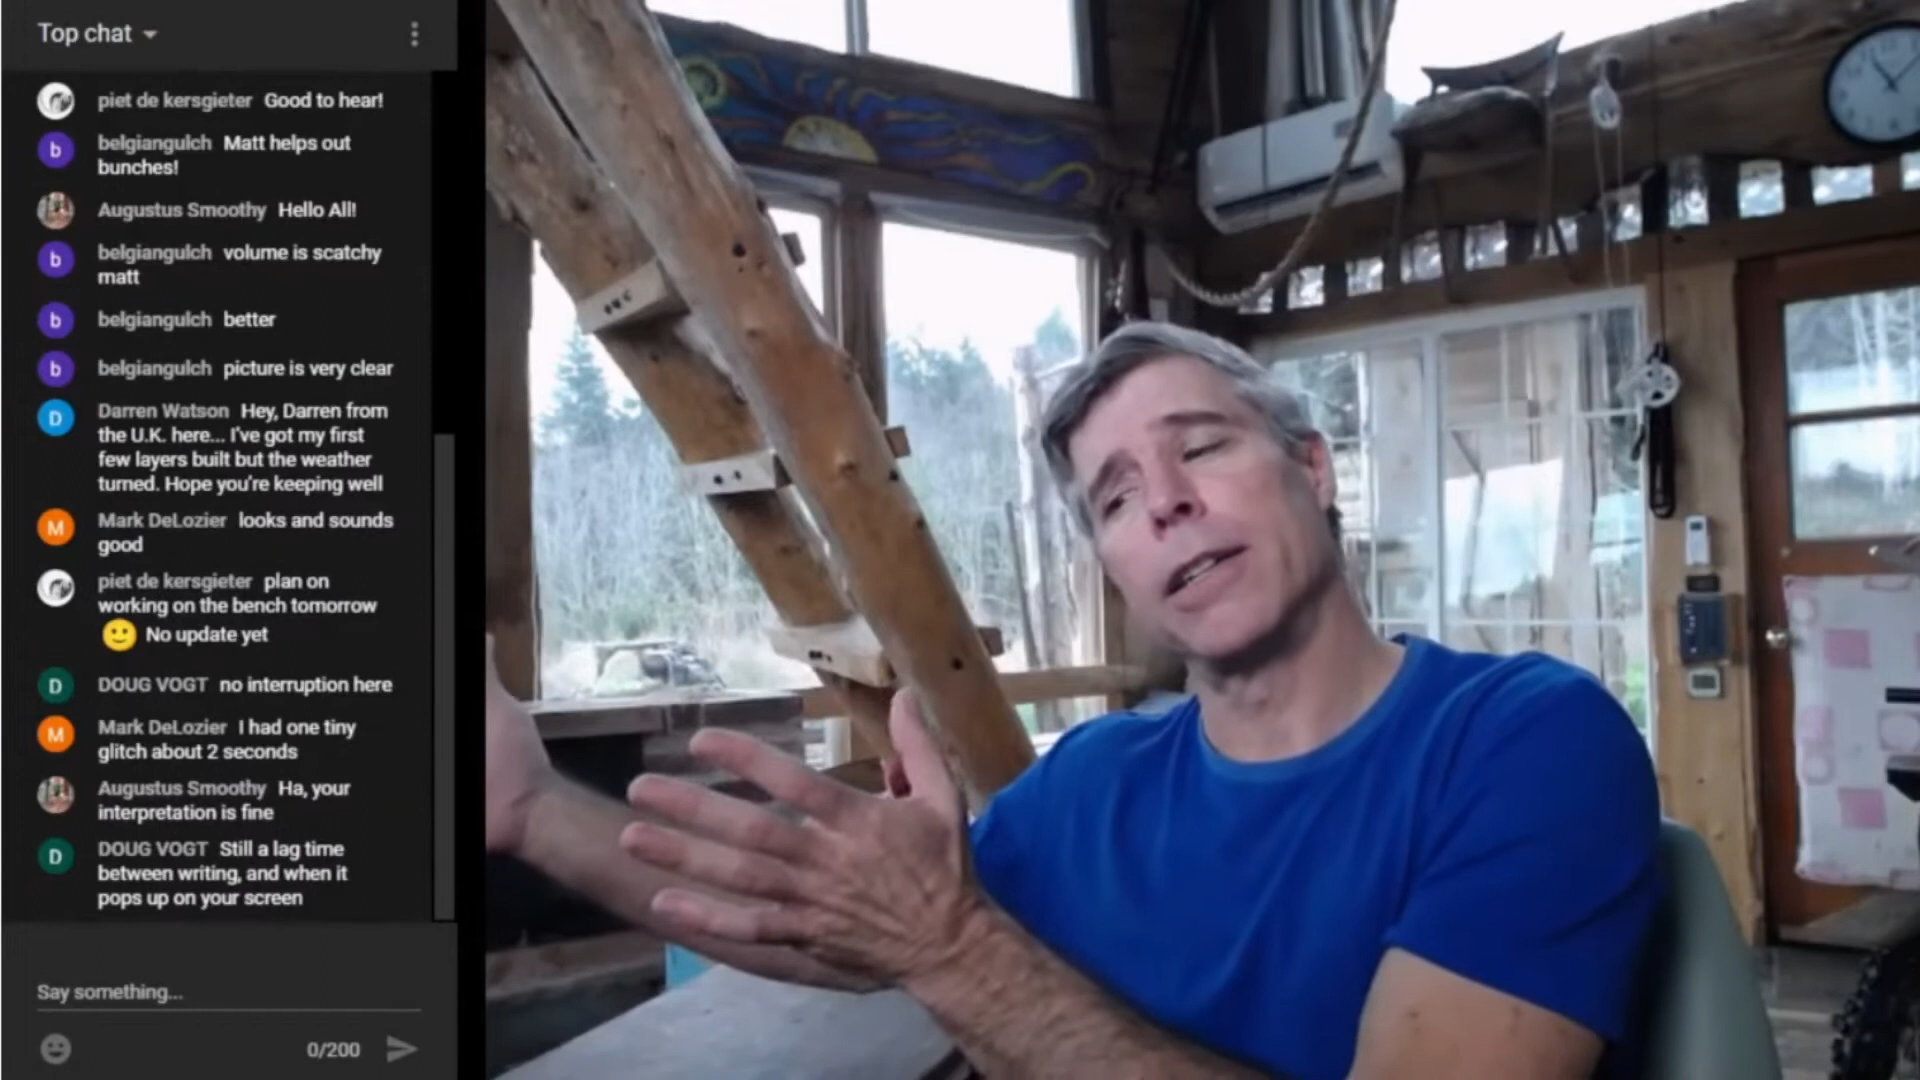 Top chat
piet de kersgieter Good to hear!
b
belgiangulch Matt helps out
bunches!
Augustus Smoothy Hello All!
b
belgiangulch volume is scatchy
matt
b
belgiangulch better
b
belgiangulch picture is very clear
D
Darren Watson Hey, Darren from
the U.K. here... I've got my first
few layers built but the weather
turned. Hope you're keeping well
M
Mark DeLozier looks and sounds
good
piet de kersgieter plan on
working on the bench tomorrow
No update yet
D
DOUG VOGT no interruption here
M
Mark DeLozier I had one tiny
glitch about 2 seconds
Augustus Smoothy Ha, your
interpretation is fine
D
DOUG VOGT Still a lag time
between writing, and when it
pops up on your screen
Say something...
0/200